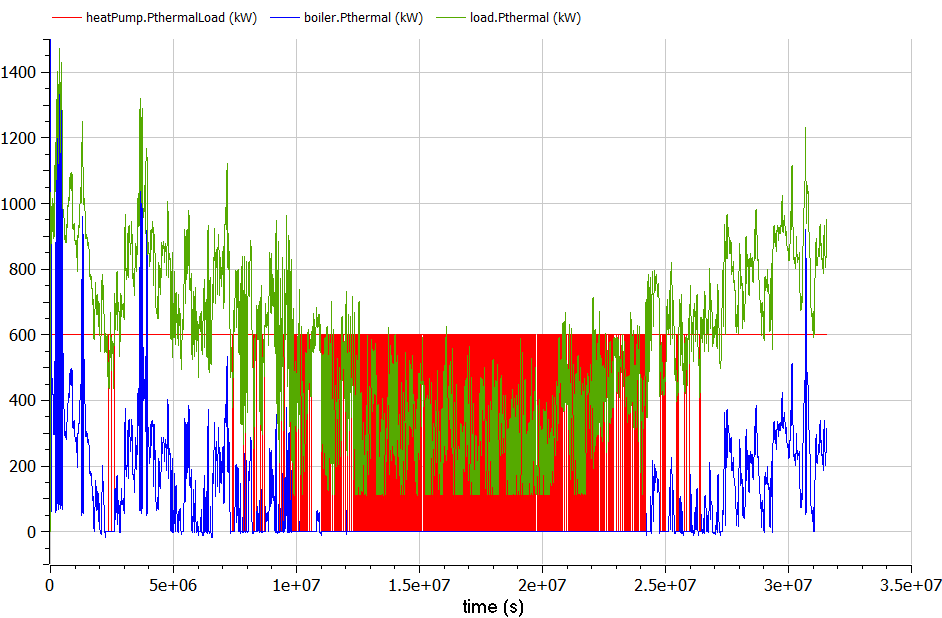 heatPump.PthermalLoad (kW) boiler.Pthermal (kW) load.Pthermal (kW)
1400
1200
1000
800
600
400
200
0
0 5e+06 1e+07 1.5e+07 2e+07 2.5e+07 3e+07 3.5e+07
time (s)